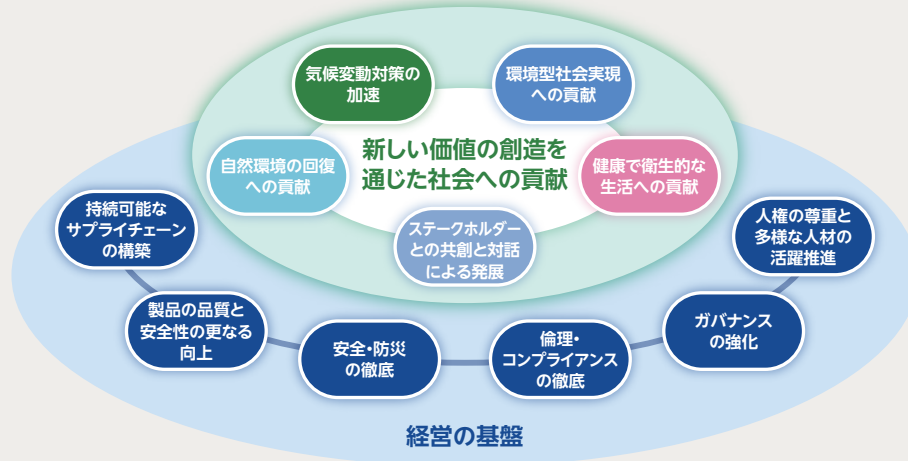 気候変動対策の
加速
環境型社会実現
への貢献
自然環境の回復
への貢献
新しい価値の創造を
通じた社会への貢献
健康で衛生的な
生活への貢献
ステークホルダー
との共創と対話
による発展
持続可能な
サプライチェーン
の構築
製品の品質と
安全性の更なる
向上
安全・防災
の徹底
倫理・
コンプライアンス
の徹底
ガバナンス
の強化
人権の尊重と
多様な人材の
活躍推進
経営の基盤